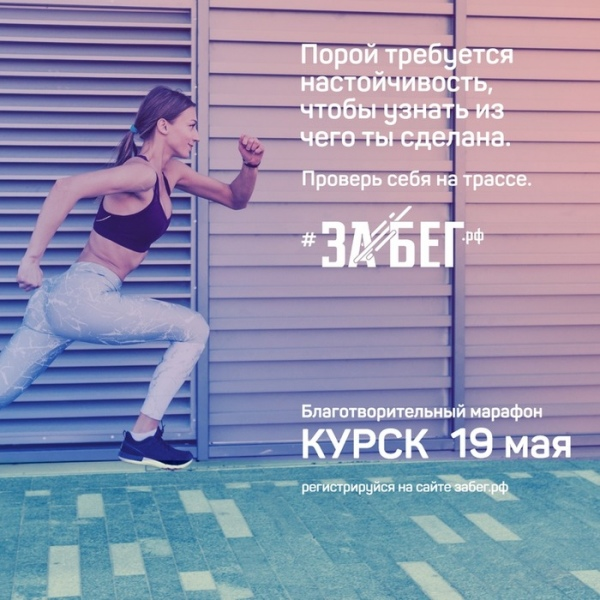 Порой требуется
настойчивость,
чтобы узнать из
чего ты сделана.
Проверь себя на трассе.
#ЗАБЕГ.рф
Благотворительный марафон
КУРСК 19 мая
регистрируйся на сайте забег.рф